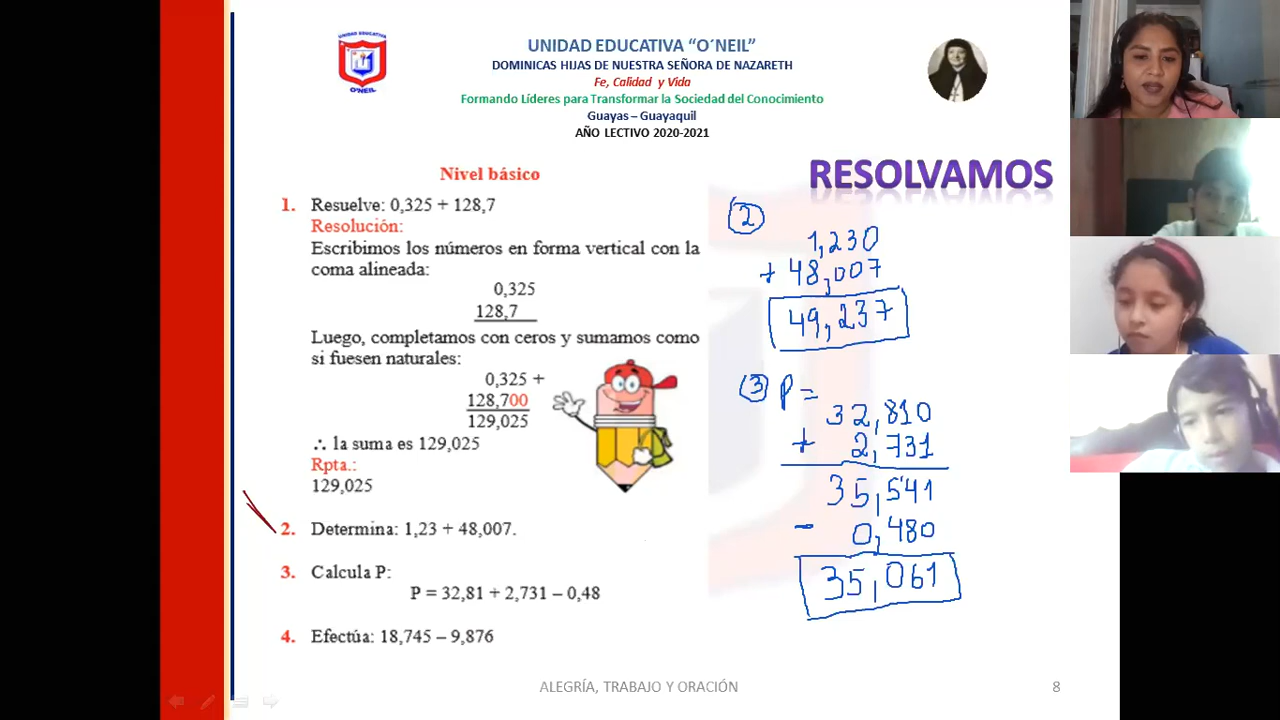 UNIDAD EDUCATIVA "O´NEIL"
DOMINICAS HIJAS DE NUESTRA SEÑORA DE NAZARETH
Fe, Calidad y Vida
Formando Líderes para Transformar la Sociedad del Conocimiento
Guayas – Guayaquil
AÑO LECTIVO 2020-2021
UNIDAD EDUCATIVA
O'NEIL
Nivel básico
1. Resuelve: 0,325 + 128,7
Resolución:
Escribimos los números en forma vertical con la
coma alineada:
0,325
128,7
Luego, completamos con ceros y sumamos como
si fuesen naturales:
0,325 +
128,700
129,025
∴ la suma es 129,025
Rpta.:
129,025
2. Determina: 1,23 + 48,007.
3. Calcula P:
P = 32,81 + 2,731 – 0,48
4. Efectúa: 18,745 – 9,876
RESOLVAMOS
2
1,230
+ 48,007
49,237
3 P =
32,810
+ 2,731
35,541
- 0,480
35,061
ALEGRÍA, TRABAJO Y ORACIÓN
8